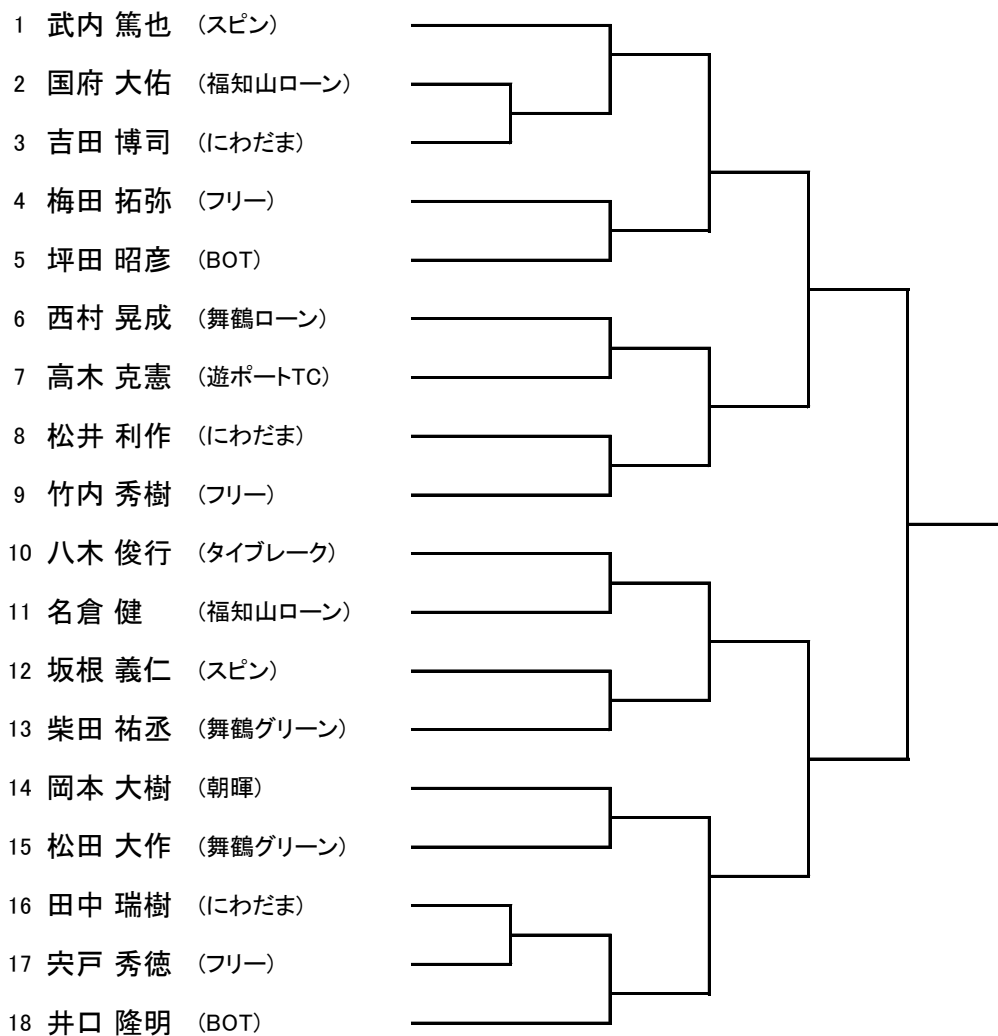 1 武内 篤也 (スピン)
2 国府 大佑 (福知山ローン)
3 吉田 博司 (にわだま)
4 梅田 拓弥 (フリー)
5 坪田 昭彦 (BOT)
6 西村 晃成 (舞鶴ローン)
7 高木 克憲 (遊ポートTC)
8 松井 利作 (にわだま)
9 竹内 秀樹 (フリー)
10 八木 俊行 (タイブレーク)
11 名倉 健 (福知山ローン)
12 坂根 義仁 (スピン)
13 柴田 祐丞 (舞鶴グリーン)
14 岡本 大樹 (朝暉)
15 松田 大作 (舞鶴グリーン)
16 田中 瑞樹 (にわだま)
17 宍戸 秀徳 (フリー)
18 井口 隆明 (BOT)